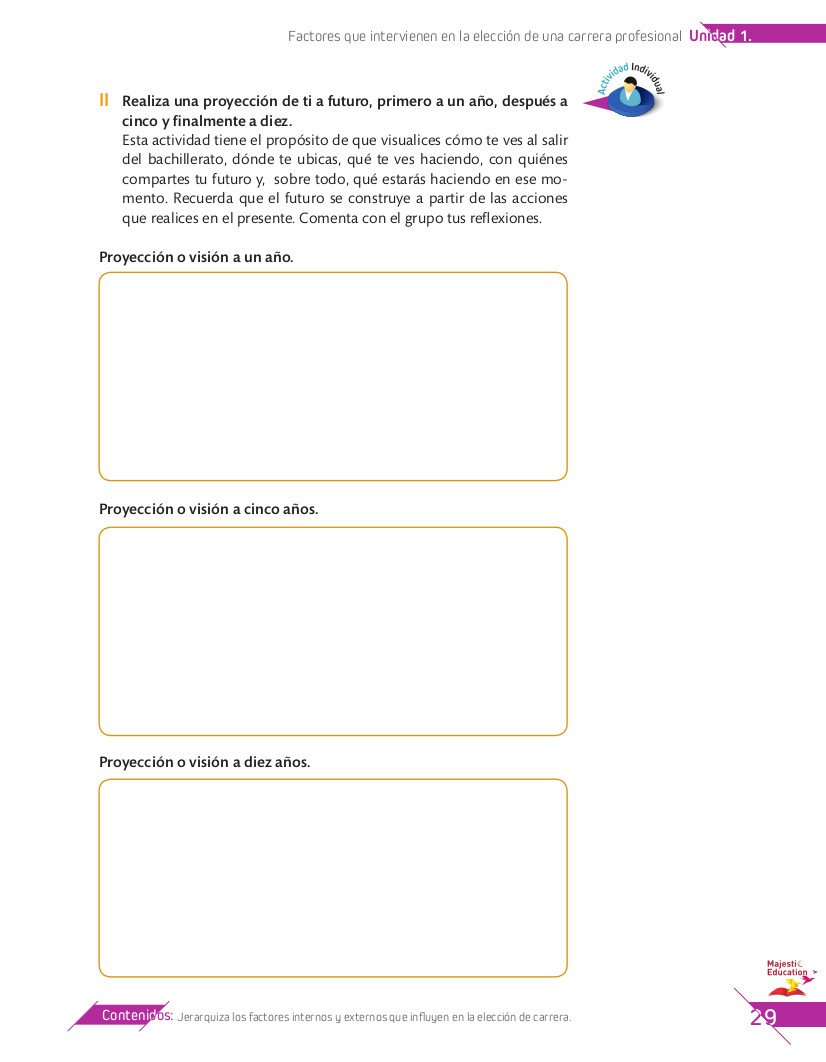 Factores que intervienen en la elección de una carrera profesional Unidad 1.
Actividad Individual
II Realiza una proyección de ti a futuro, primero a un año, después a
cinco y finalmente a diez.
Esta actividad tiene el propósito de que visualices cómo te ves al salir
del bachillerato, dónde te ubicas, qué te ves haciendo, con quiénes
compartes tu futuro y, sobre todo, qué estarás haciendo en ese mo-
mento. Recuerda que el futuro se construye a partir de las acciones
que realices en el presente. Comenta con el grupo tus reflexiones.
Proyección o visión a un año.
Proyección o visión a cinco años.
Proyección o visión a diez años.
Majestic
Education
Contenidos: Jerarquiza los factores internos y externos que influyen en la elección de carrera.
29